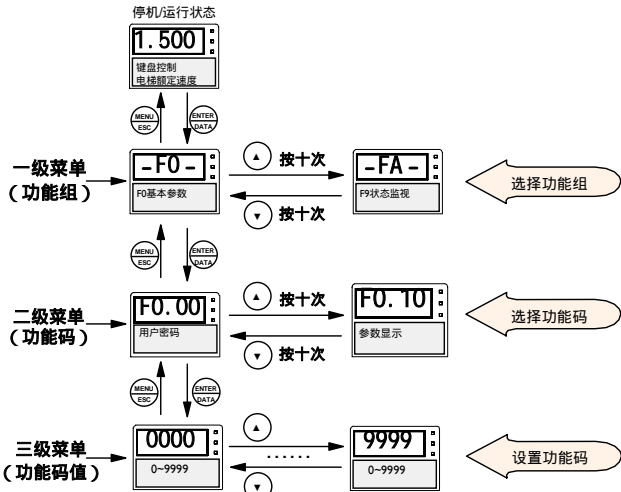 停机/运行状态
1.500
键盘控制
电梯额定速度
MENU
ESC
ENTER
DATA
一级菜单
（功能组）
-F0-
F0基本参数
按十次
按十次
-FA-
F9状态监视
选择功能组
MENU
ESC
ENTER
DATA
二级菜单
（功能码）
F0.00
用户密码
按十次
按十次
F0.10
参数显示
选择功能码
MENU
ESC
ENTER
DATA
三级菜单
（功能码值）
0000
0~9999
......
9999
0~9999
设置功能码